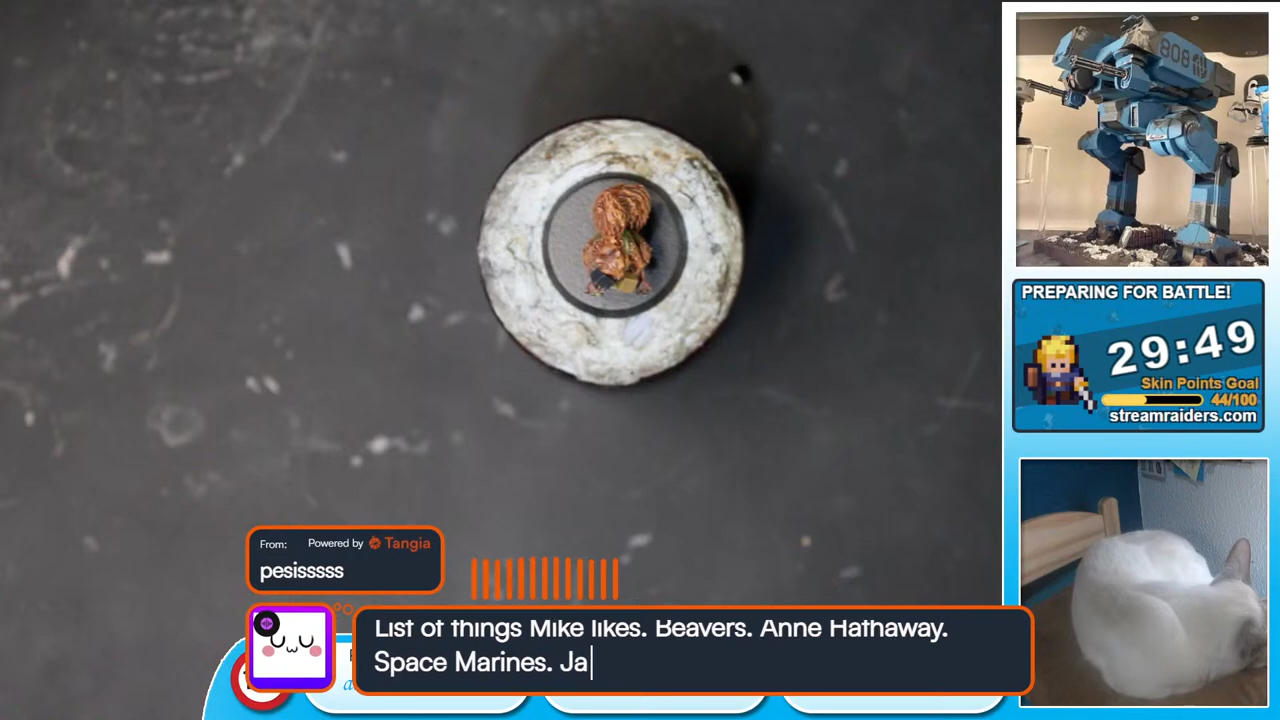 808
PREPARING FOR BATTLE!
29:49
Skin Points Goal
44/100
streamraiders.com
From: Powered by Tangia
pesisssss
List of things Mike likes. Beavers. Anne Hathaway.
Space Marines. Ja